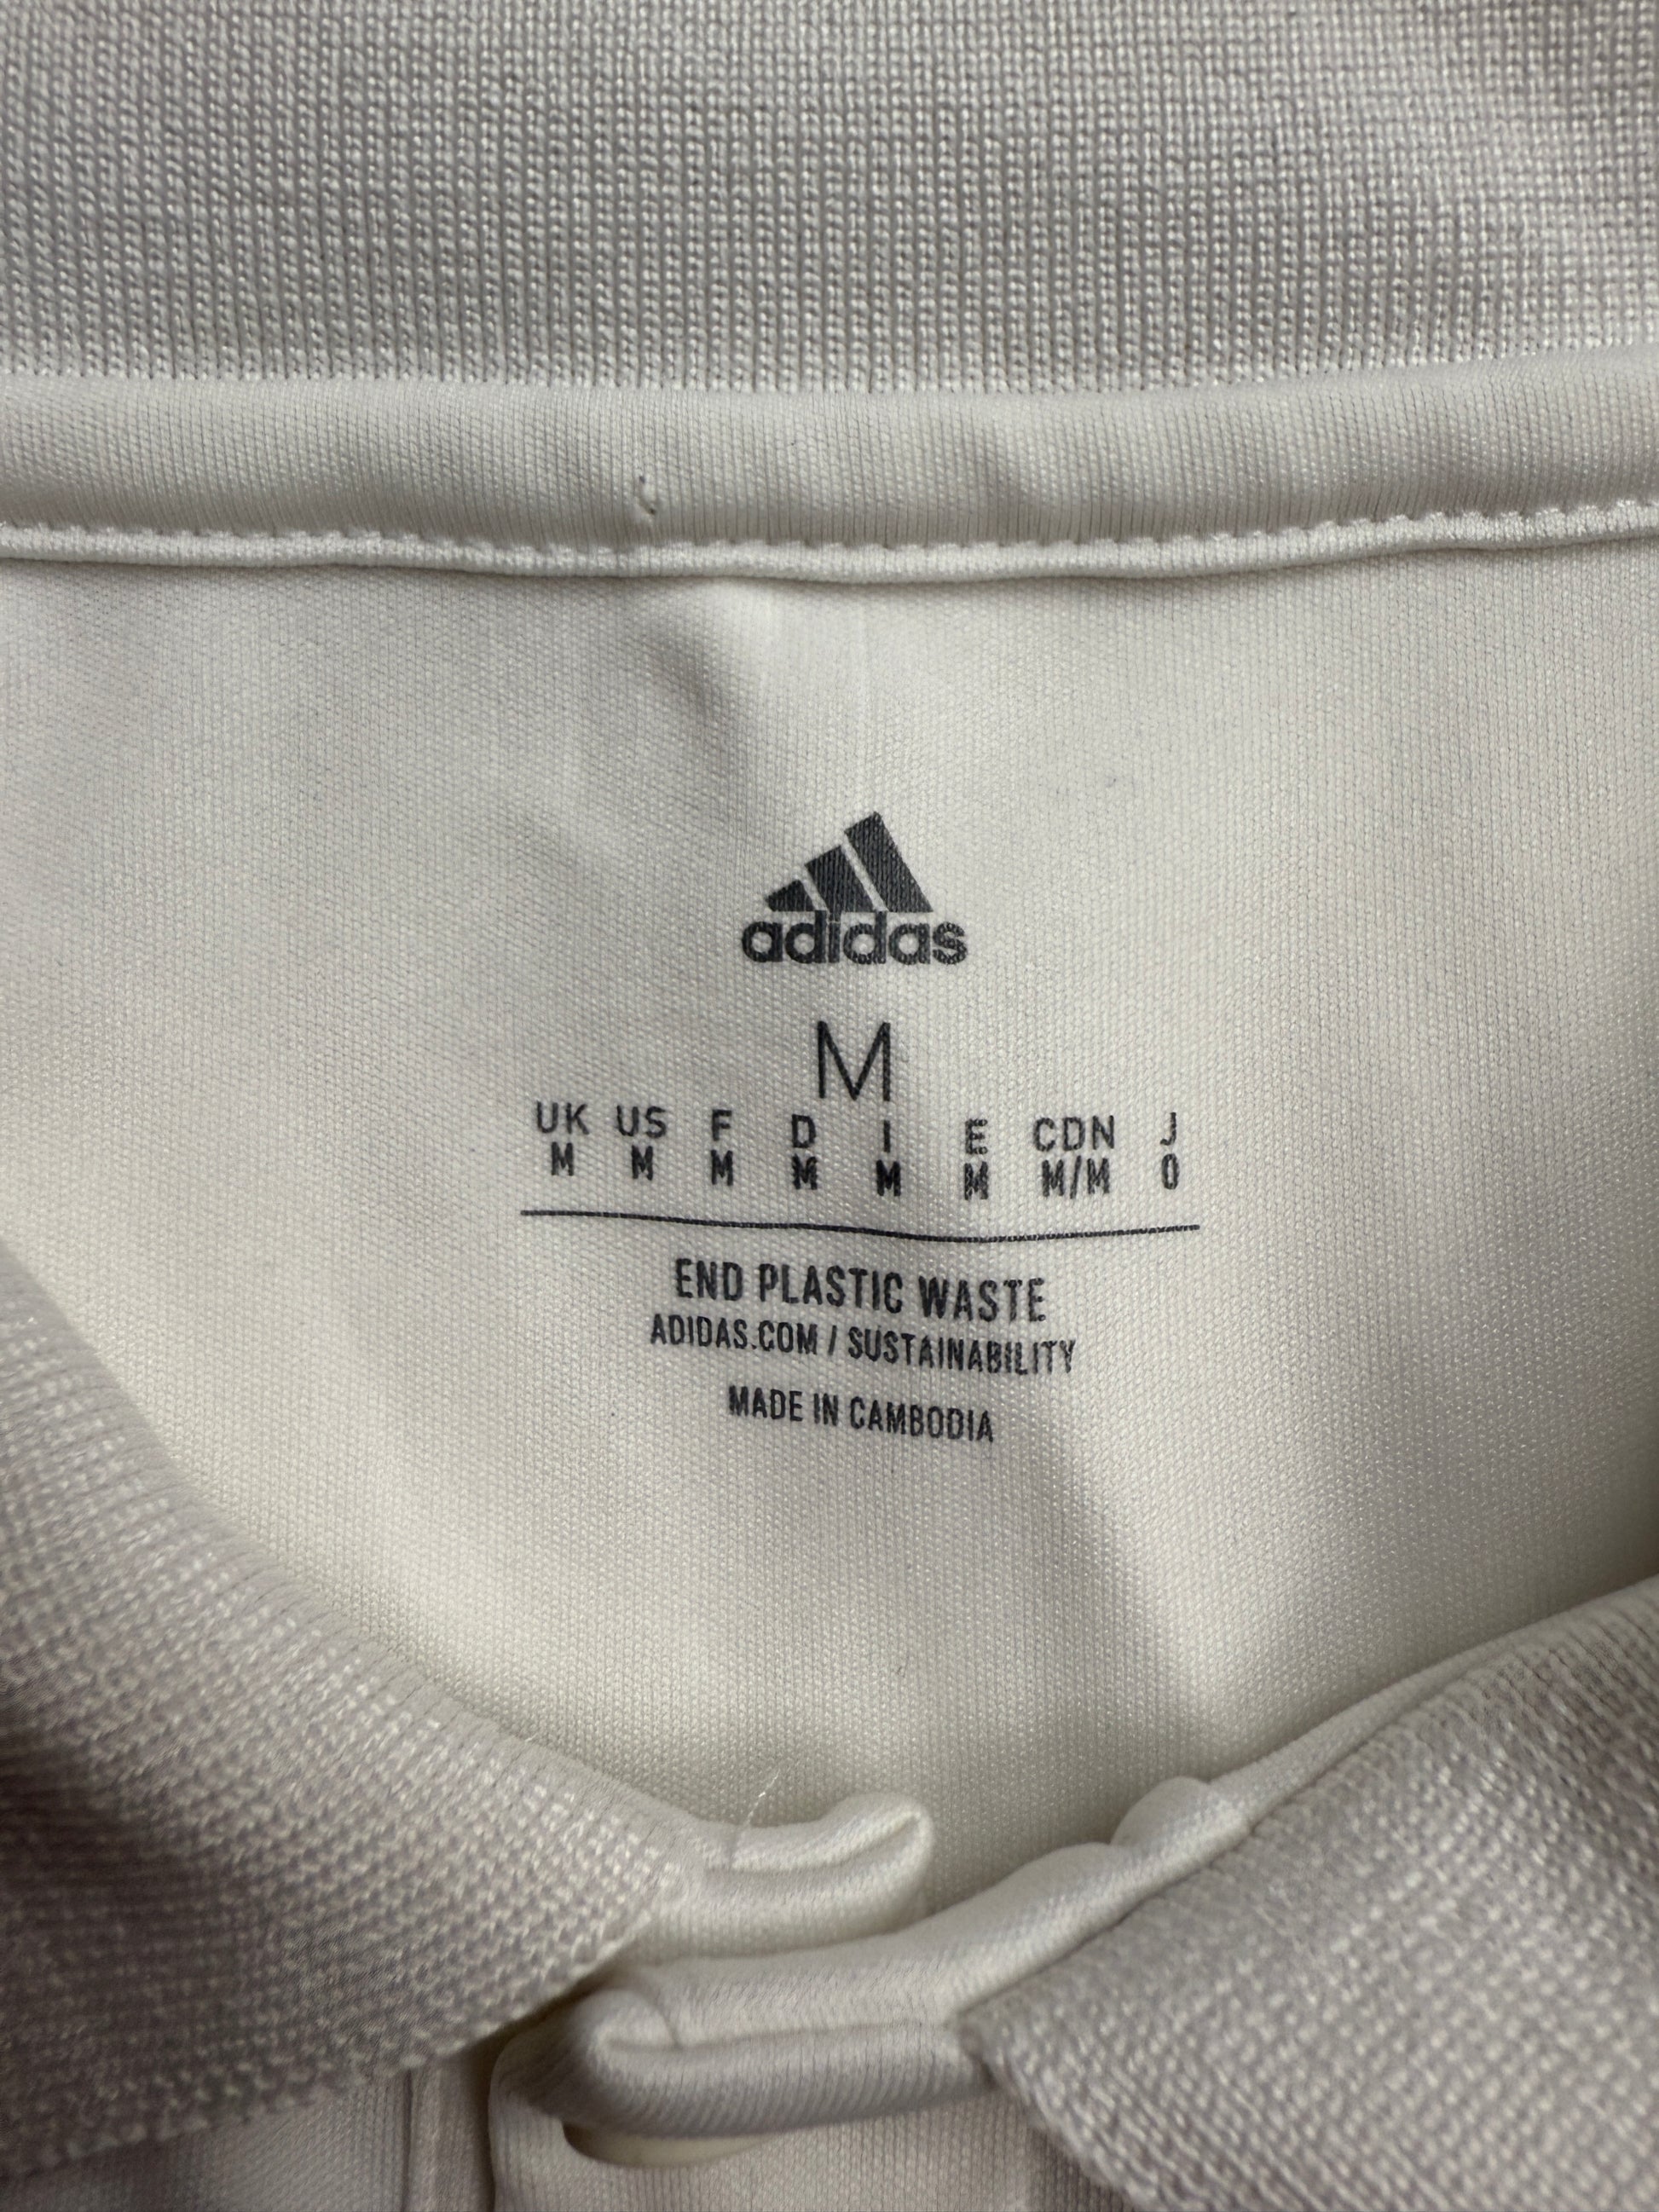 adidas
M
UK US F D I E CDN J
M M M M M M M/M O
END PLASTIC WASTE
ADIDAS.COM / SUSTAINABILITY
MADE IN CAMBODIA